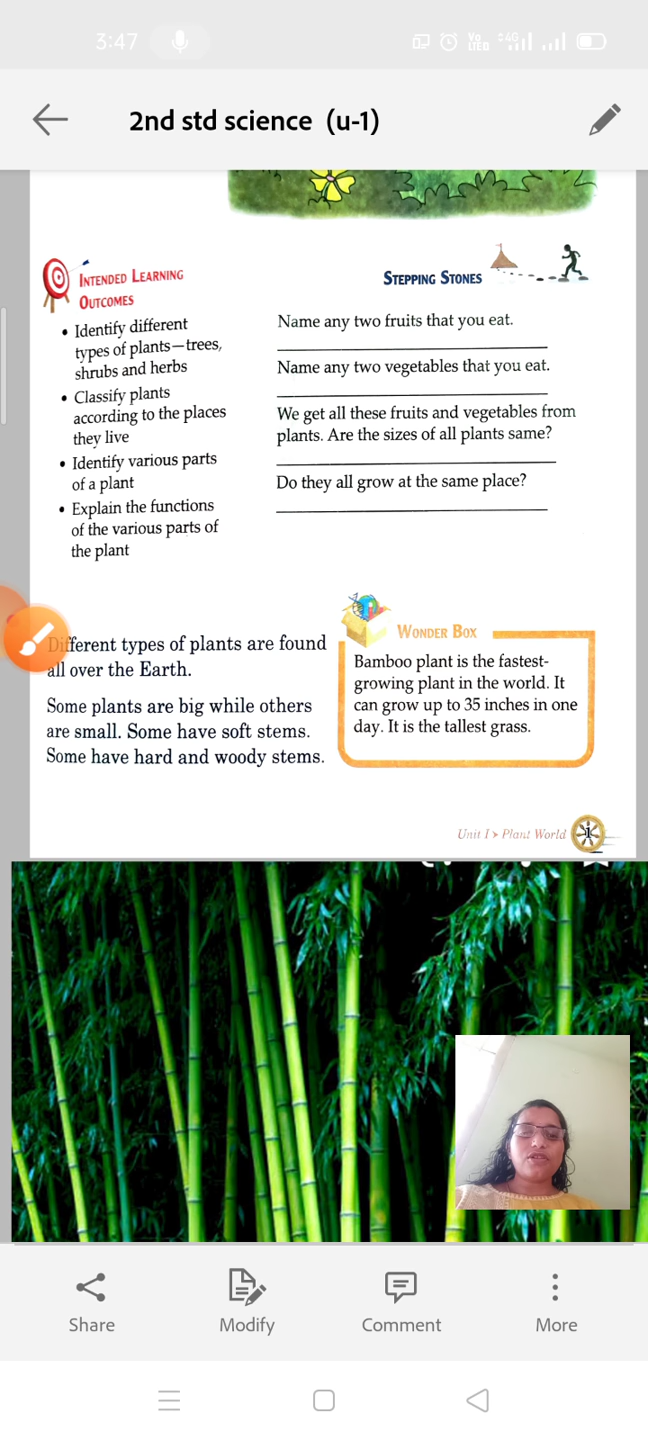 3:47
Vo
LTED
4G
2nd std science (u-1)
INTENDED LEARNING
OUTCOMES
• Identify different
types of plants—trees,
shrubs and herbs
• Classify plants
according to the places
they live
• Identify various parts
of a plant
• Explain the functions
of the various parts of
the plant
STEPPING STONES
Name any two fruits that you eat.
Name any two vegetables that you eat.
We get all these fruits and vegetables from
plants. Are the sizes of all plants same?
Do they all grow at the same place?
Different types of plants are found
all over the Earth.
Some plants are big while others
are small. Some have soft stems.
Some have hard and woody stems.
WONDER BOX
Bamboo plant is the fastest-
growing plant in the world. It
can grow up to 35 inches in one
day. It is the tallest grass.
Unit I > Plant World 1
Share
Modify
Comment
More